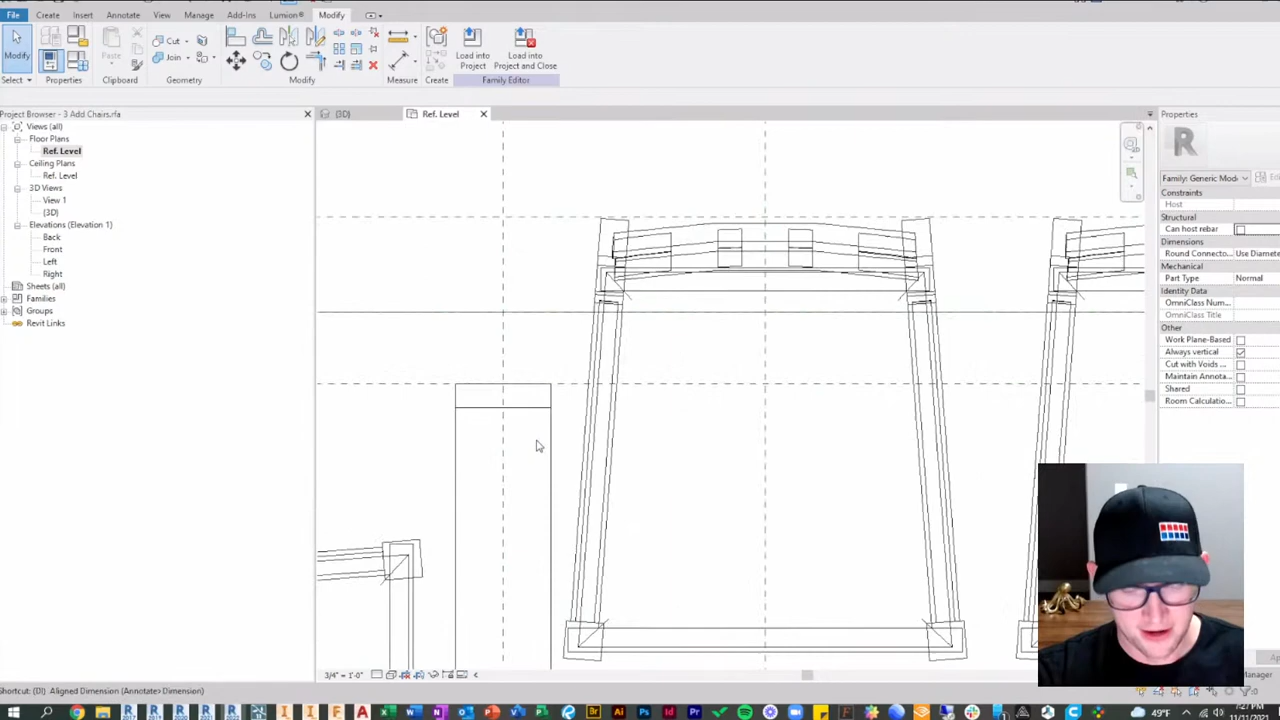 File Create Insert Annotate View Manage Add-Ins Lumion® Modify
Modify
Paste
Cut
Join
Load into
Project
Load into
Project and Close
Select Properties Clipboard Geometry Modify Measure Create Family Editor
Project Browser - 3 Add Chairs.rfa
Views (all)
Floor Plans
Ref. Level
Ceiling Plans
Ref. Level
3D Views
View 1
(3D)
Elevations (Elevation 1)
Back
Front
Left
Right
Sheets (all)
Families
Groups
Revit Links
(3D)
Ref. Level
Properties
R
Family: Generic Mod
Constraints
Host
Structural
Can host rebar
Dimensions
Round Connecto... Use Diamete
Mechanical
Part Type Normal
Identity Data
OmniClass Num...
OmniClass Title
Other
Work Plane-Based
Always vertical
Cut with Voids ...
Maintain Annota...
Shared
Room Calculatio...
3/4" = 1'-0"
Shortcut: (DI) Aligned Dimension (Annotate>Dimension)
49°F
7:27 PM